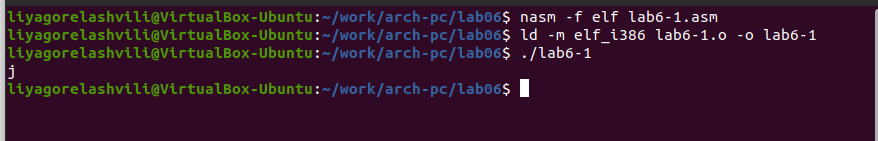 liyagorelashvili@VirtualBox-Ubuntu:~/work/arch-pc/lab06$ nasm -f elf lab6-1.asm
liyagorelashvili@VirtualBox-Ubuntu:~/work/arch-pc/lab06$ ld -m elf_i386 lab6-1.o -o lab6-1
liyagorelashvili@VirtualBox-Ubuntu:~/work/arch-pc/lab06$ ./lab6-1
j
liyagorelashvili@VirtualBox-Ubuntu:~/work/arch-pc/lab06$